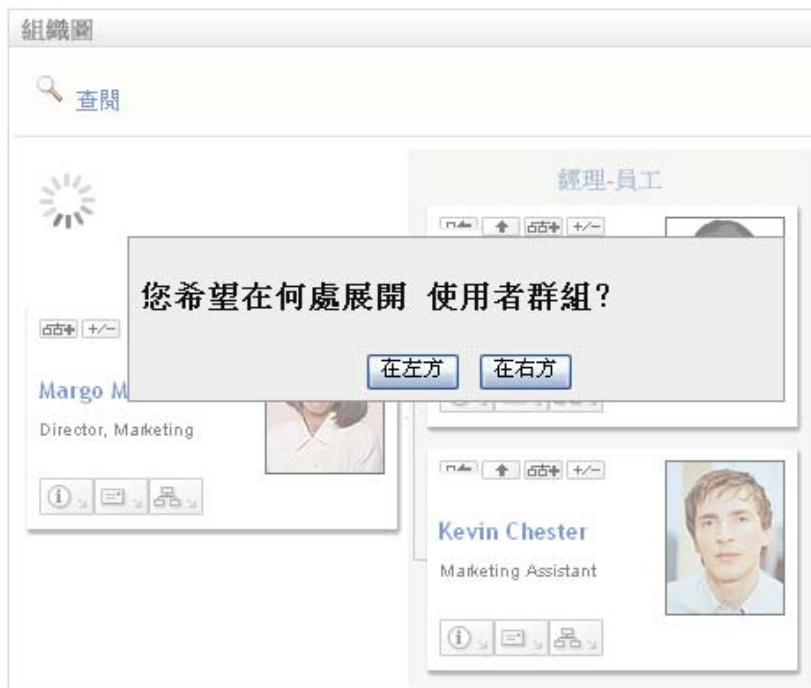 組織圖
查閱
經理-員工
+/-
您希望在何處展開 使用者群組?
在左方 在右方
+/-
Margo M
Director, Marketing
+/-
Kevin Chester
Marketing Assistant